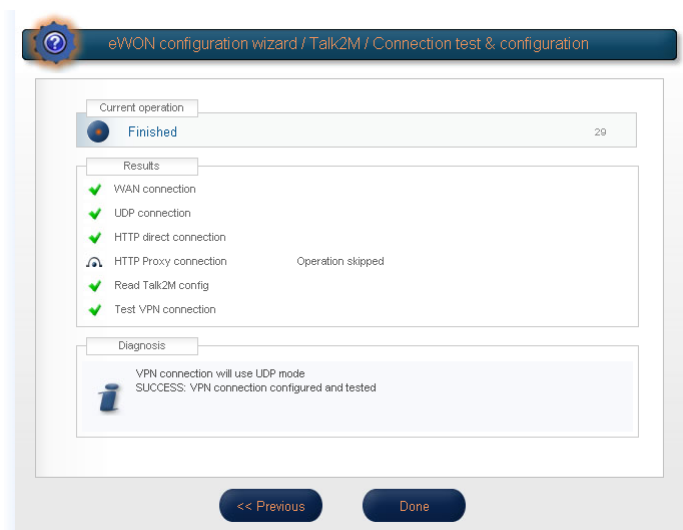 eWON configuration wizard / Talk2M / Connection test & configuration
Current operation
Finished 29
Results
WAN connection
UDP connection
HTTP direct connection
HTTP Proxy connection Operation skipped
Read Talk2M config
Test VPN connection
Diagnosis
VPN connection will use UDP mode
SUCCESS: VPN connection configured and tested
<< Previous Done